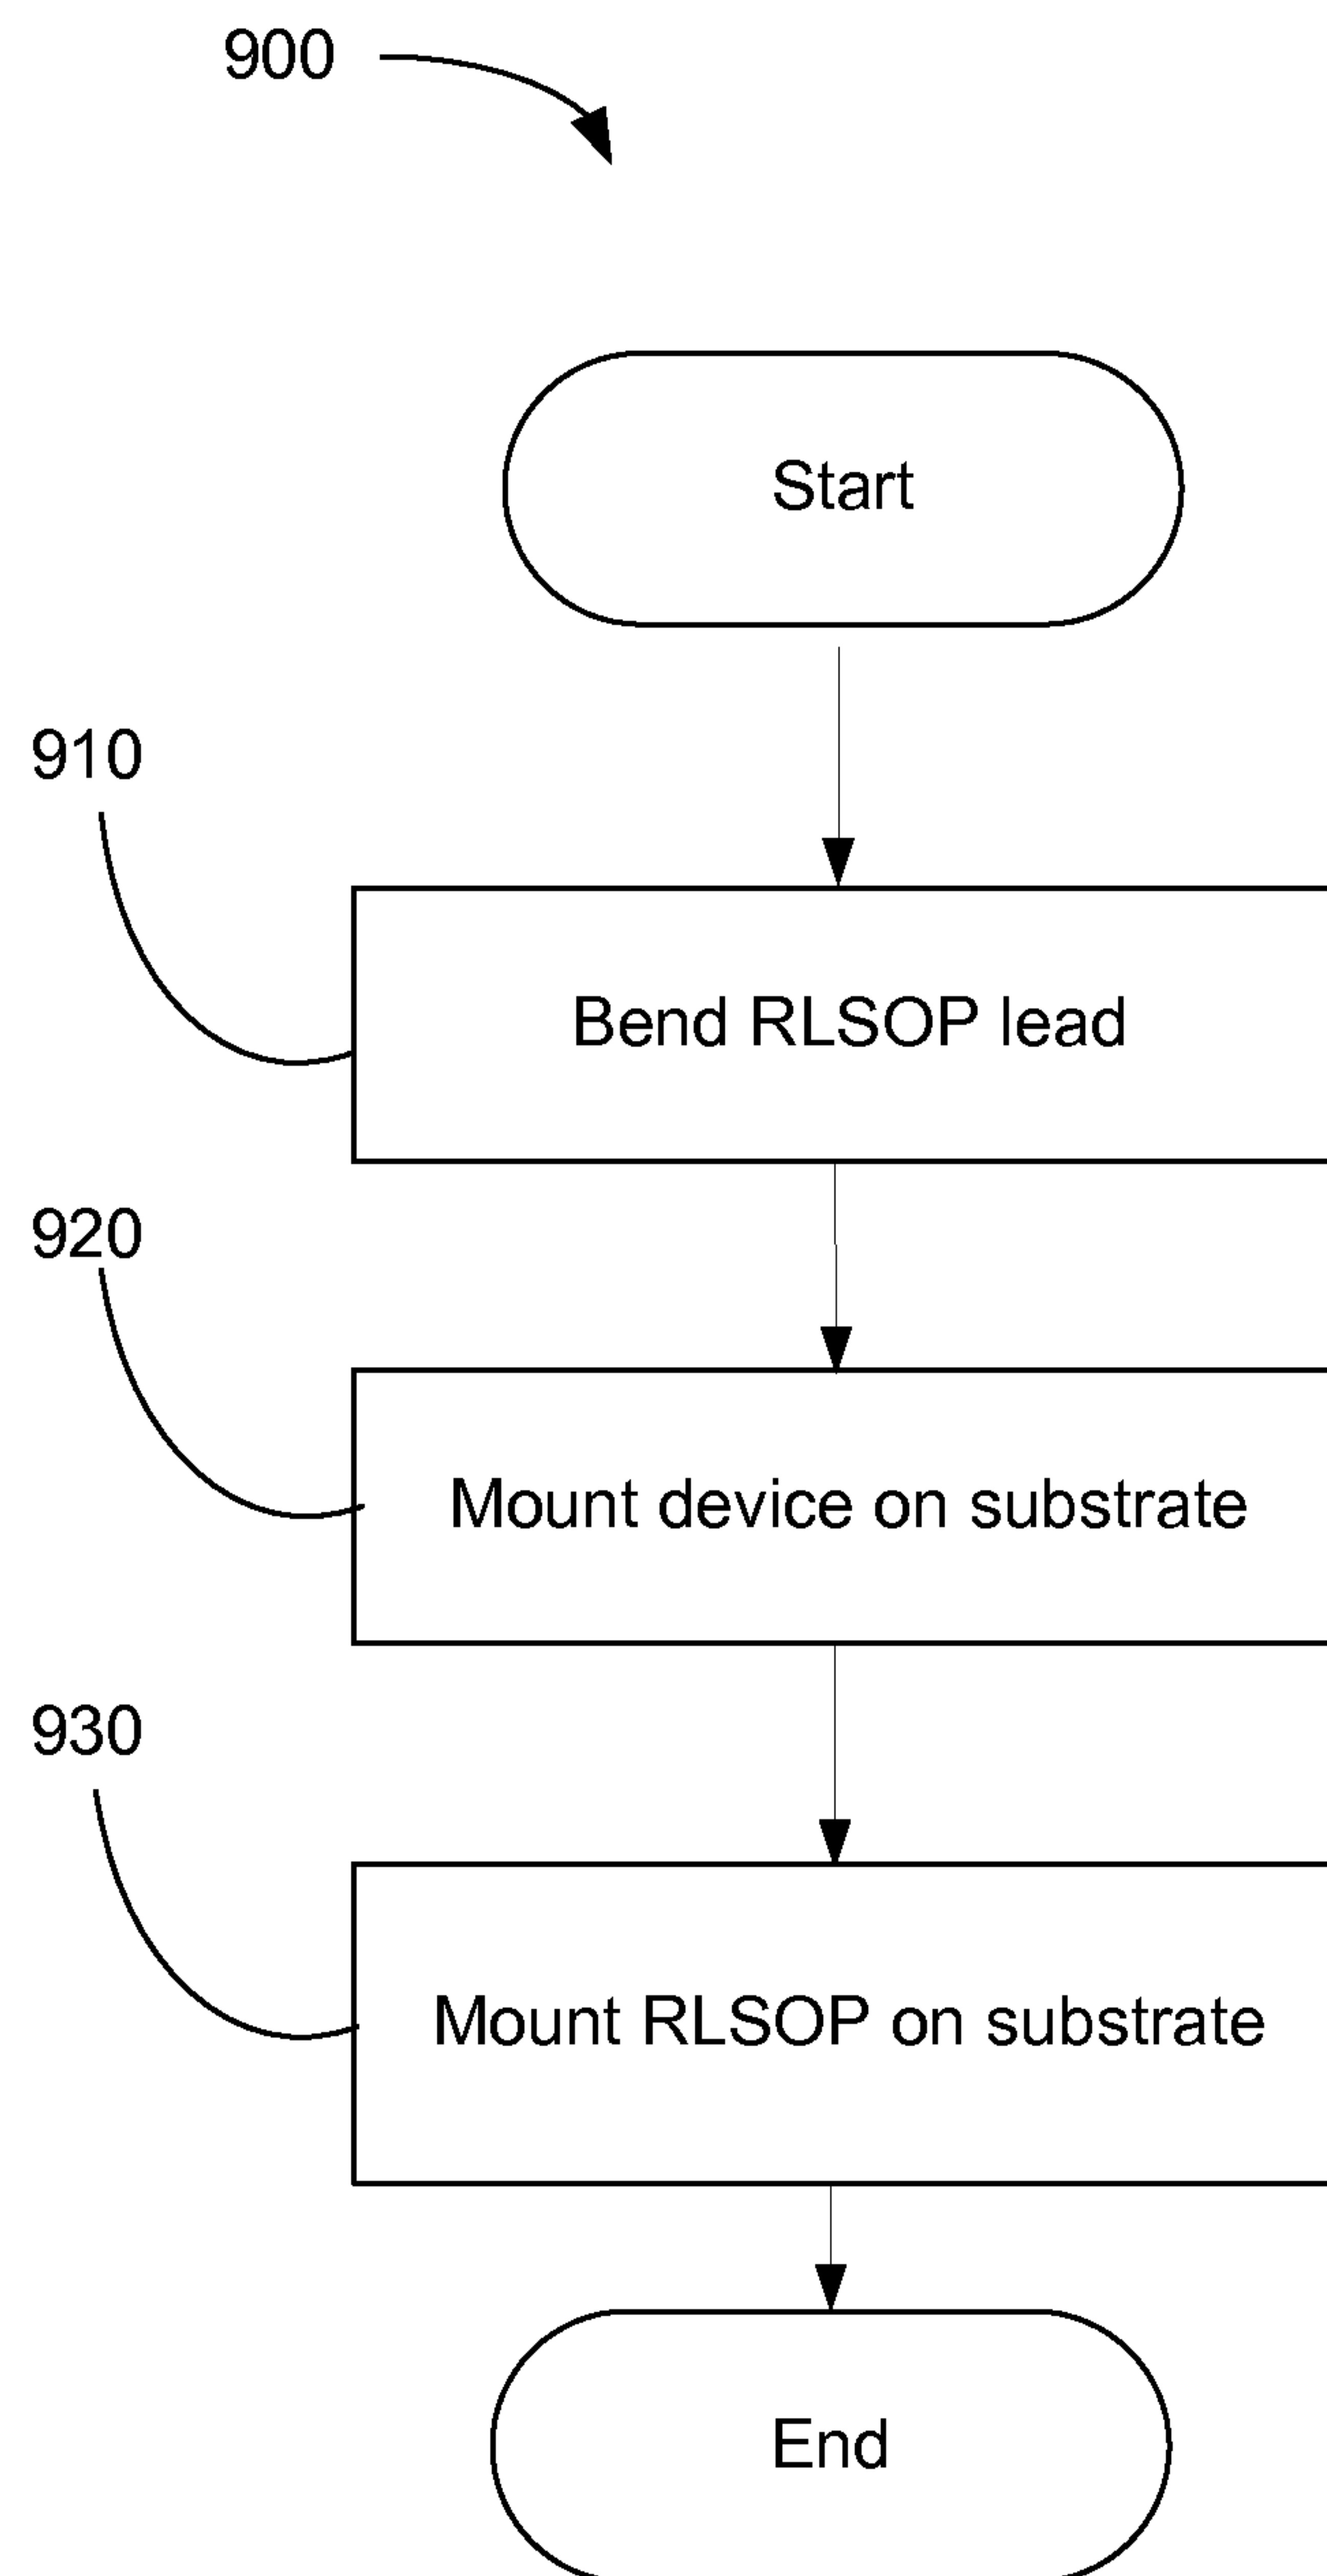 900
Start
910
Bend RLSOP lead
920
Mount device on substrate
930
Mount RLSOP on substrate
End